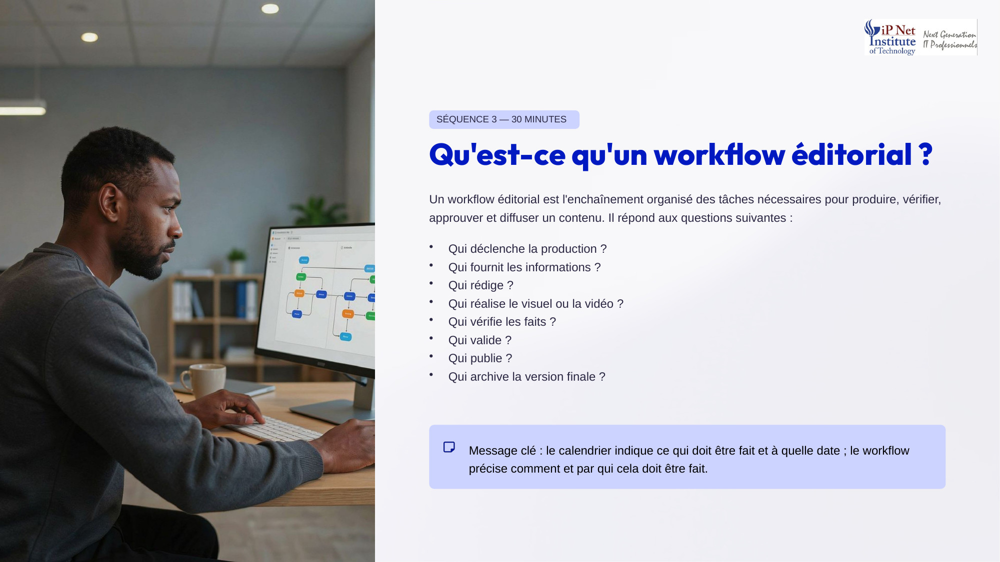 iP Net
Institute
of Technology
Next Generation
IT Professionnels
SÉQUENCE 3 — 30 MINUTES
Qu'est-ce qu'un workflow éditorial ?
Un workflow éditorial est l'enchaînement organisé des tâches nécessaires pour produire, vérifier,
approuver et diffuser un contenu. Il répond aux questions suivantes :
• Qui déclenche la production ?
• Qui fournit les informations ?
• Qui rédige ?
• Qui réalise le visuel ou la vidéo ?
• Qui vérifie les faits ?
• Qui valide ?
• Qui publie ?
• Qui archive la version finale ?
Message clé : le calendrier indique ce qui doit être fait et à quelle date ; le workflow
précise comment et par qui cela doit être fait.